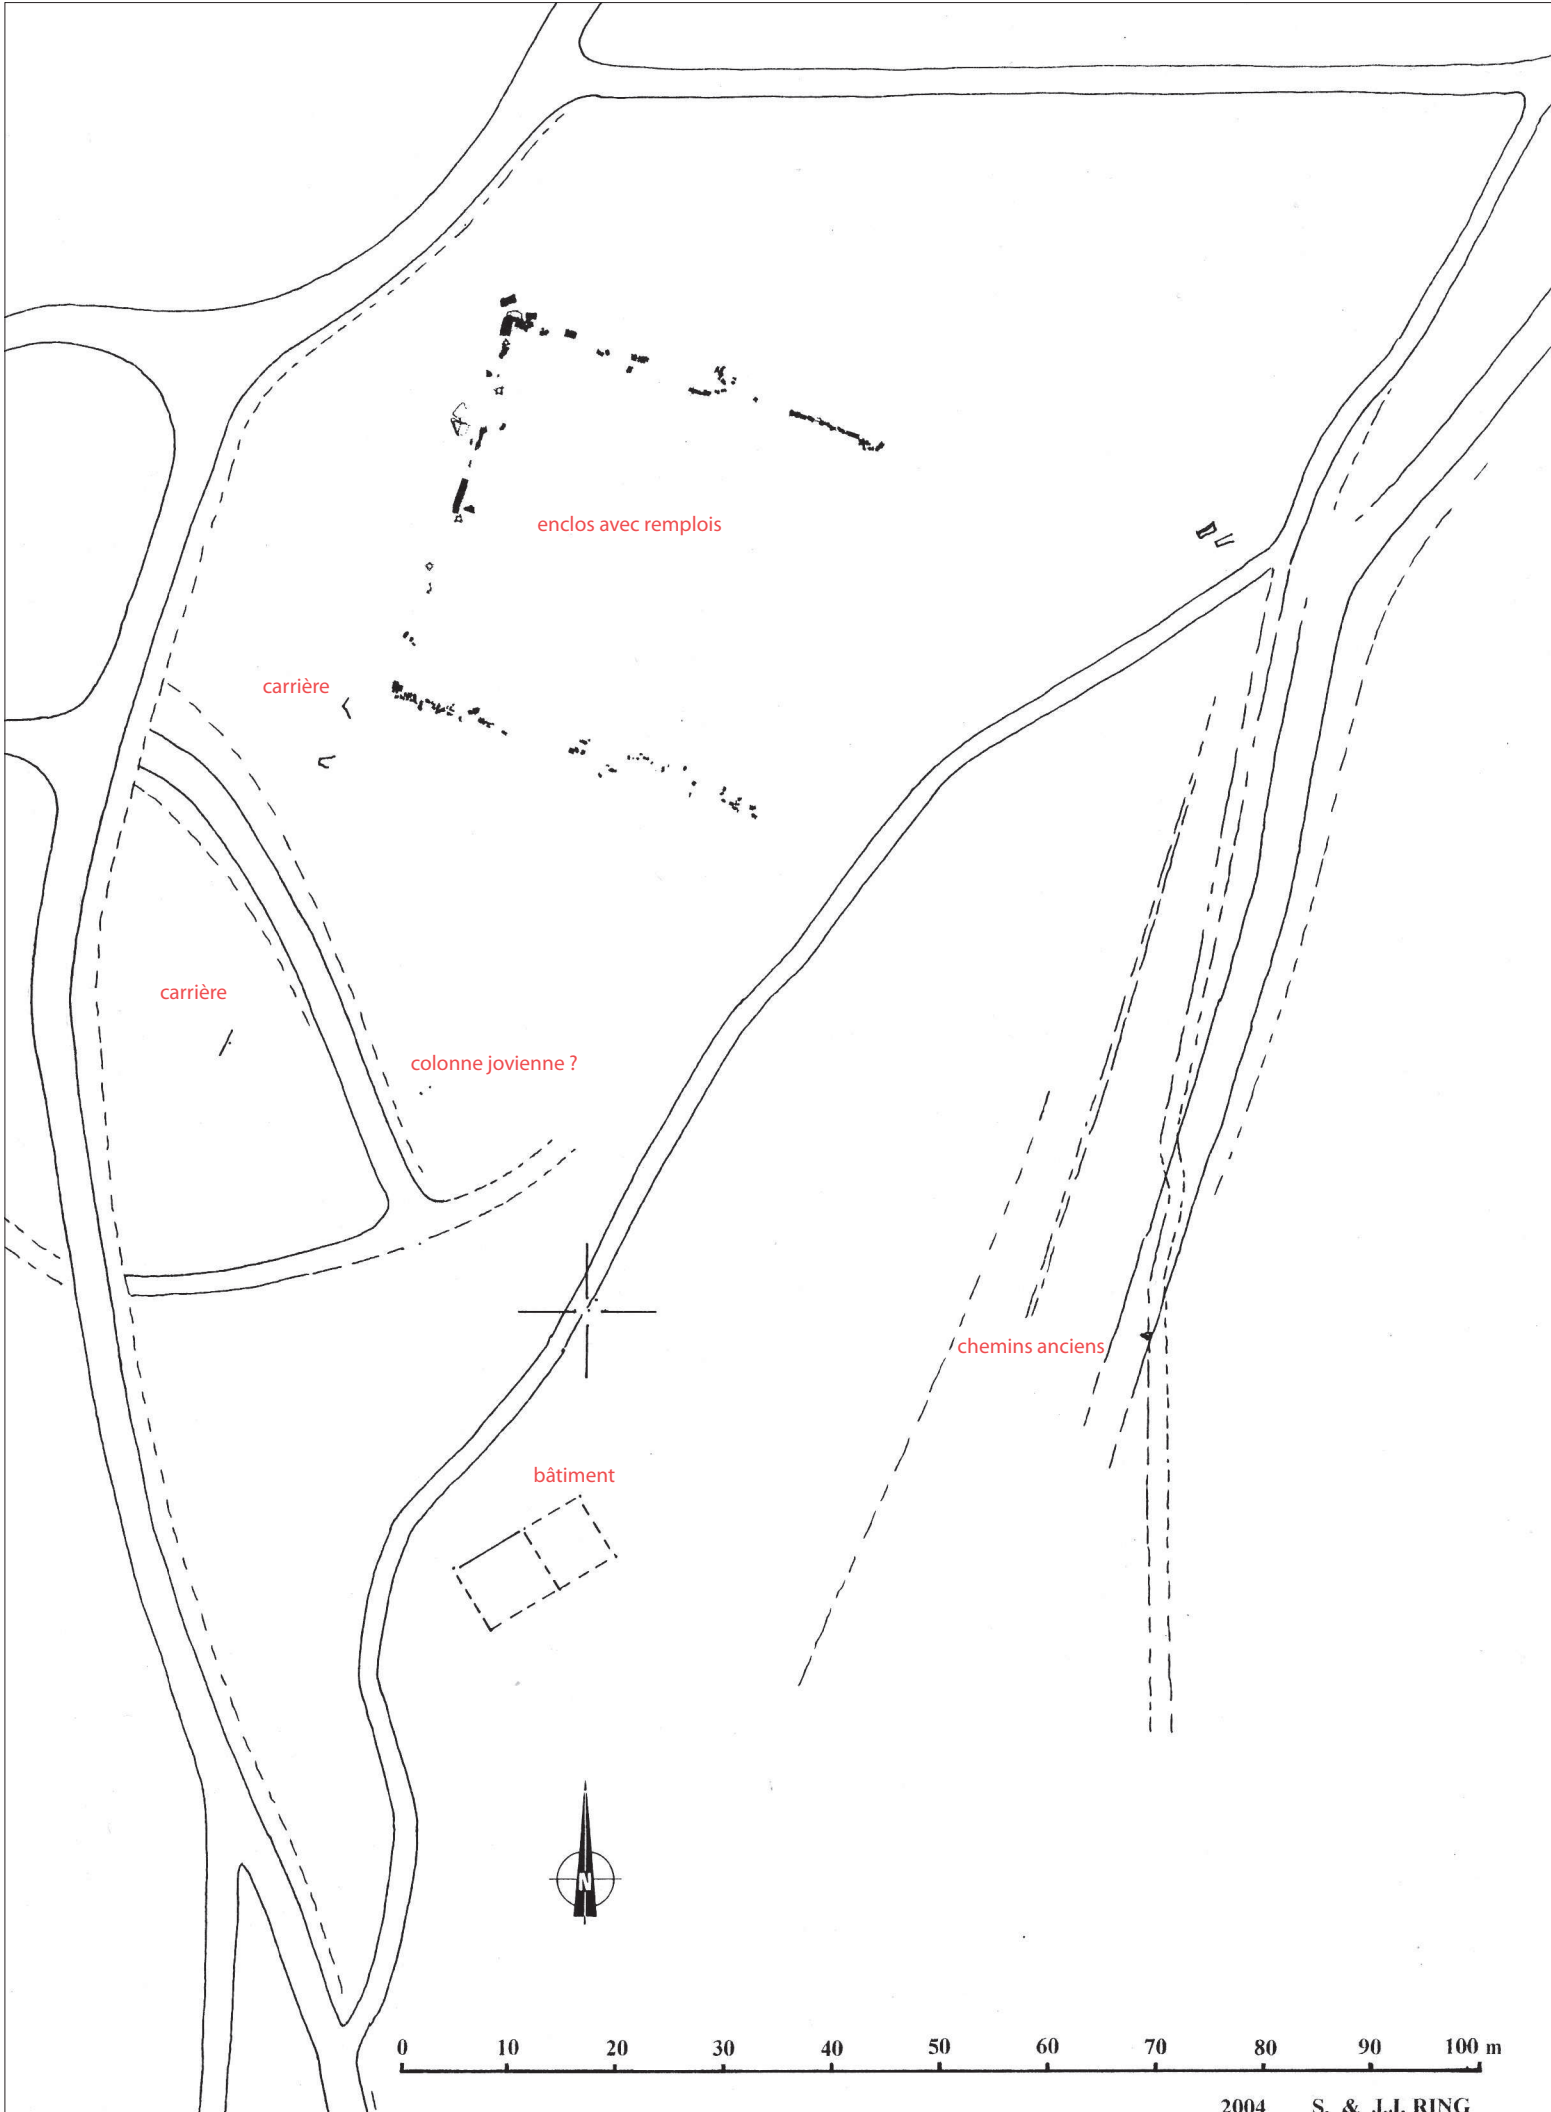 enclos avec remplois
carrière
carrière
colonne jovienne ?
chemins anciens
bâtiment
N
0 10 20 30 40 50 60 70 80 90 100 m
2004 S. & J.J. RING